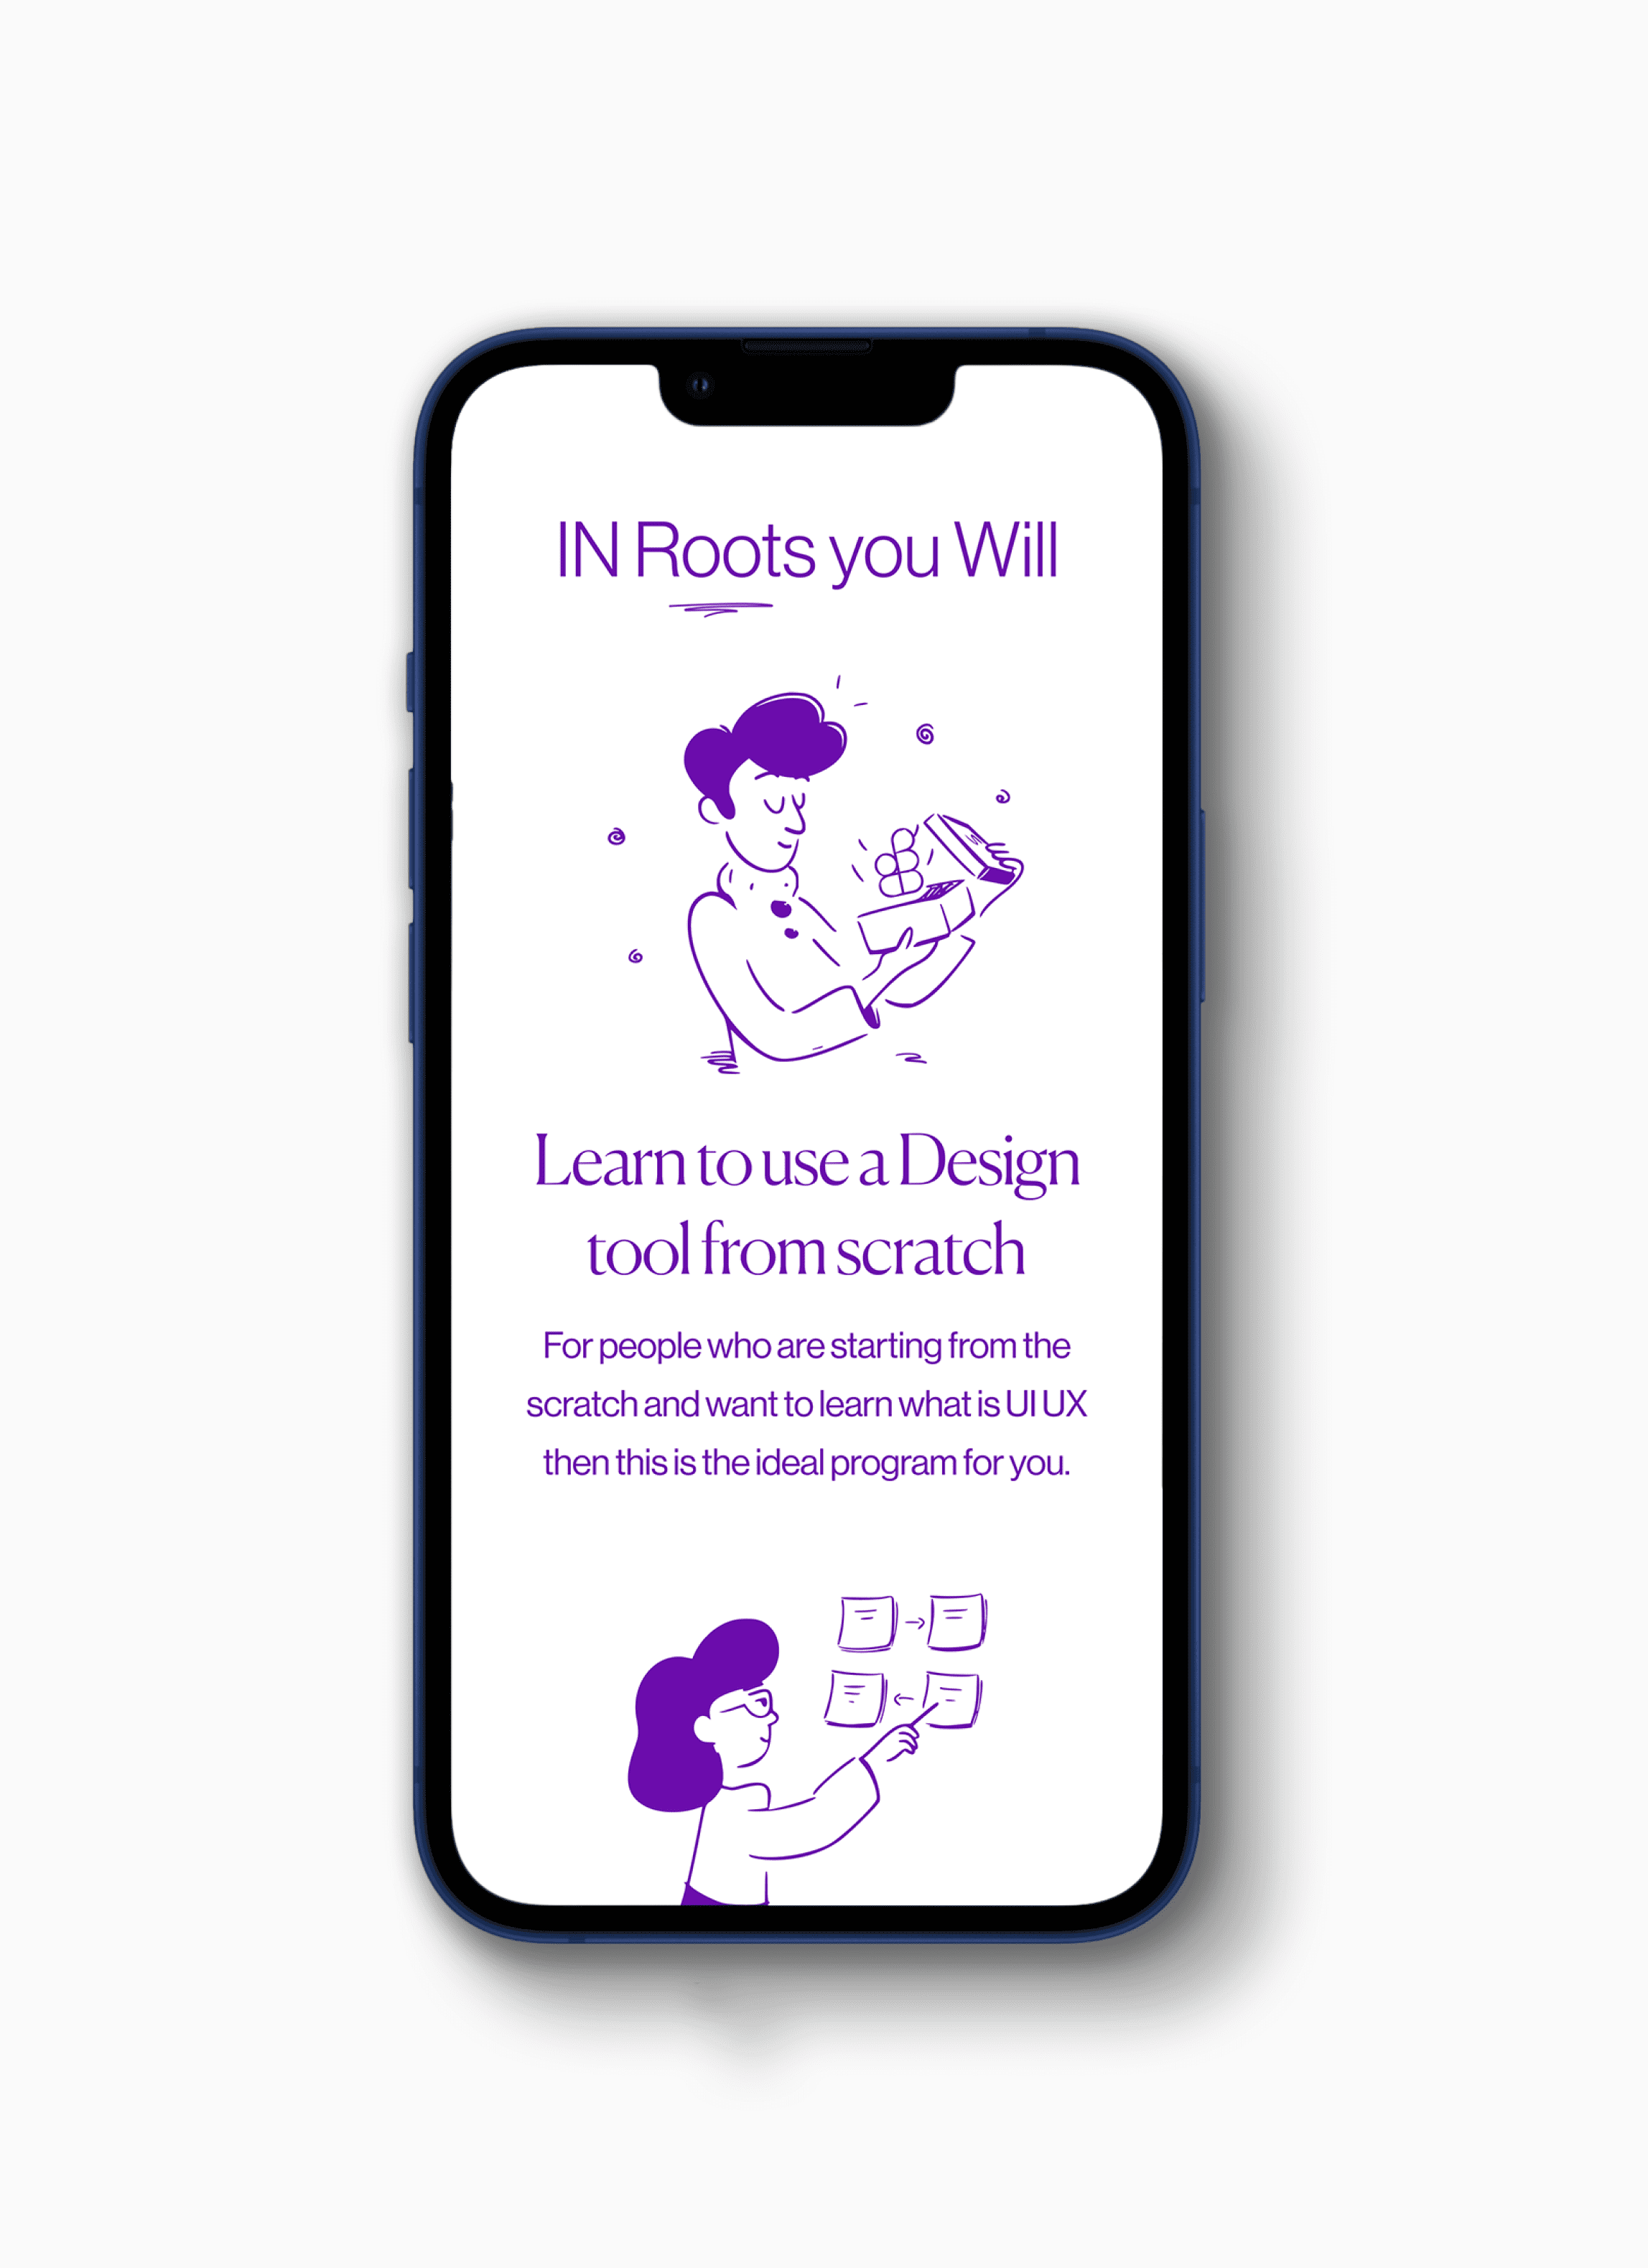 IN Roots you Will
Learn to use a Design
tool from scratch
For people who are starting from the
scratch and want to learn what is UI UX
then this is the ideal program for you.